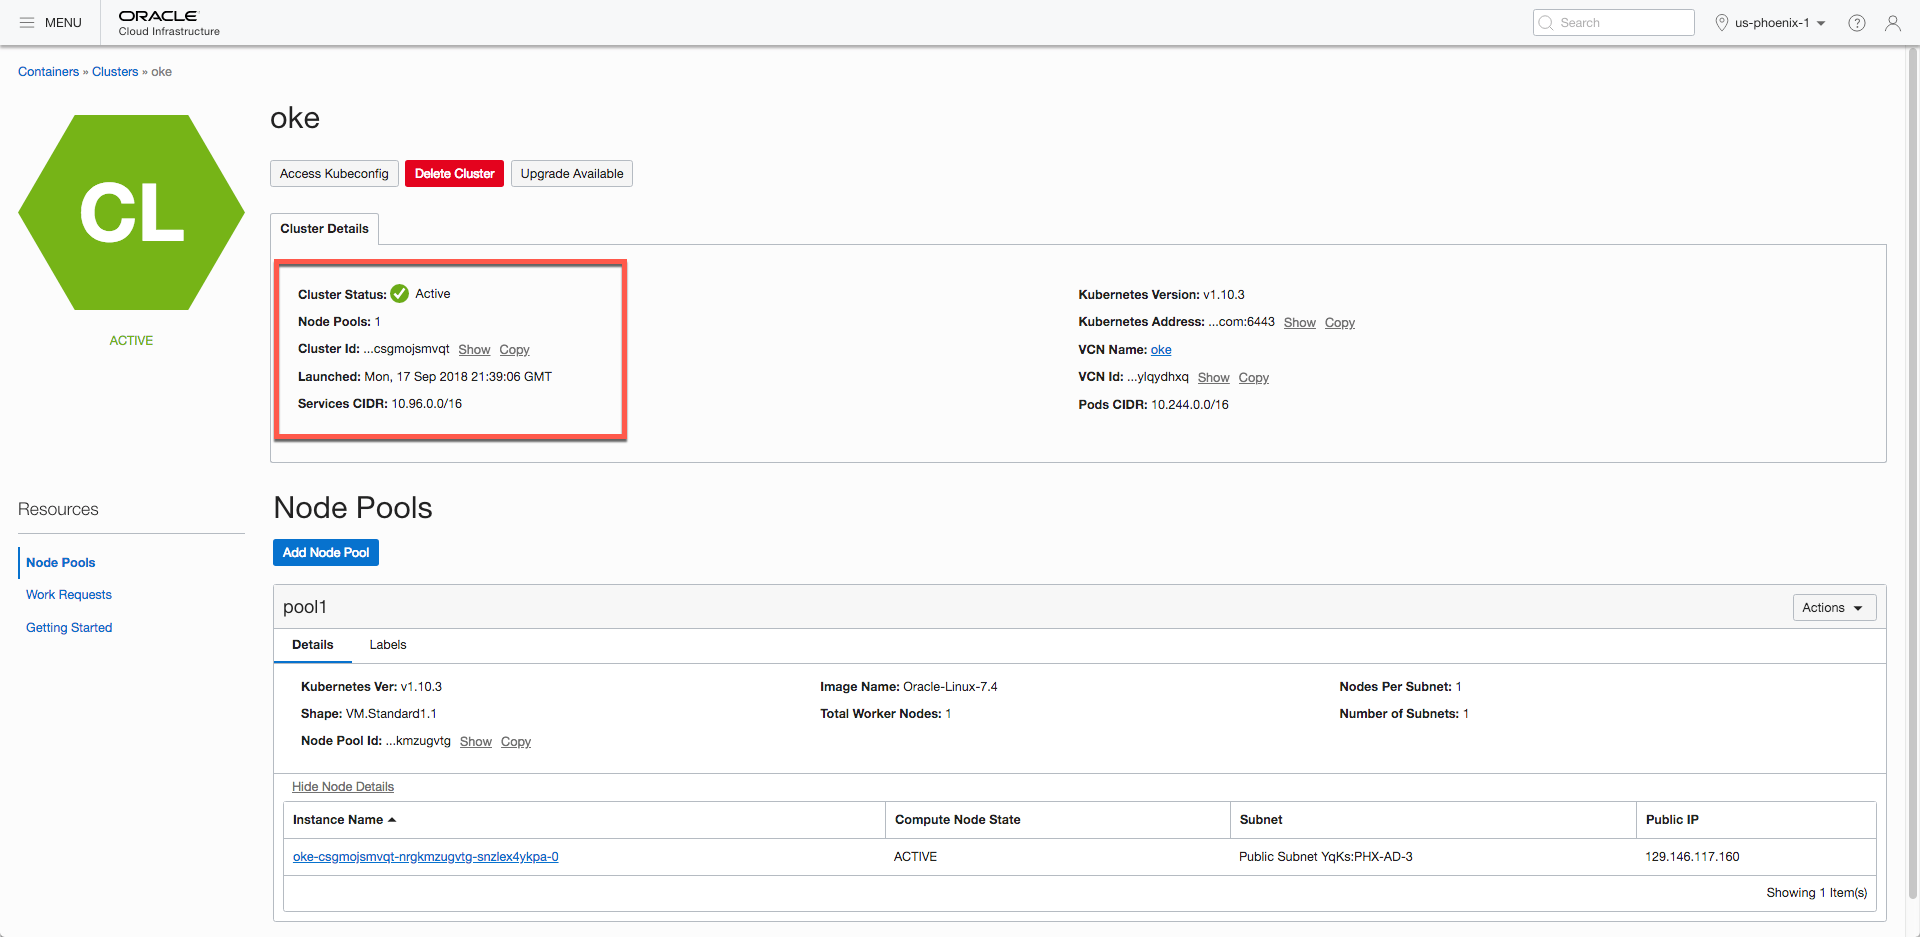 MENU
ORACLE
Cloud Infrastructure
Search
us-phoenix-1
?
Containers » Clusters » oke
CL
ACTIVE
oke
Access Kubeconfig Delete Cluster Upgrade Available
Cluster Details
Cluster Status: Active
Node Pools: 1
Cluster Id: ...csgmojsmvqt Show Copy
Launched: Mon, 17 Sep 2018 21:39:06 GMT
Services CIDR: 10.96.0.0/16
Kubernetes Version: v1.10.3
Kubernetes Address: ...com:6443 Show Copy
VCN Name: oke
VCN Id: ...ylqydhxq Show Copy
Pods CIDR: 10.244.0.0/16
Resources
Node Pools
Work Requests
Getting Started
Node Pools
Add Node Pool
pool1
Actions
Details Labels
Kubernetes Ver: v1.10.3
Shape: VM.Standard1.1
Node Pool Id: ...kmzugvtg Show Copy
Image Name: Oracle-Linux-7.4
Total Worker Nodes: 1
Nodes Per Subnet: 1
Number of Subnets: 1
Hide Node Details
Instance Name Compute Node State Subnet Public IP
oke-csgmojsmvqt-nrgkmzugvtg-snzlex4ykpa-0 ACTIVE Public Subnet YqKs:PHX-AD-3 129.146.117.160
Showing 1 Item(s)